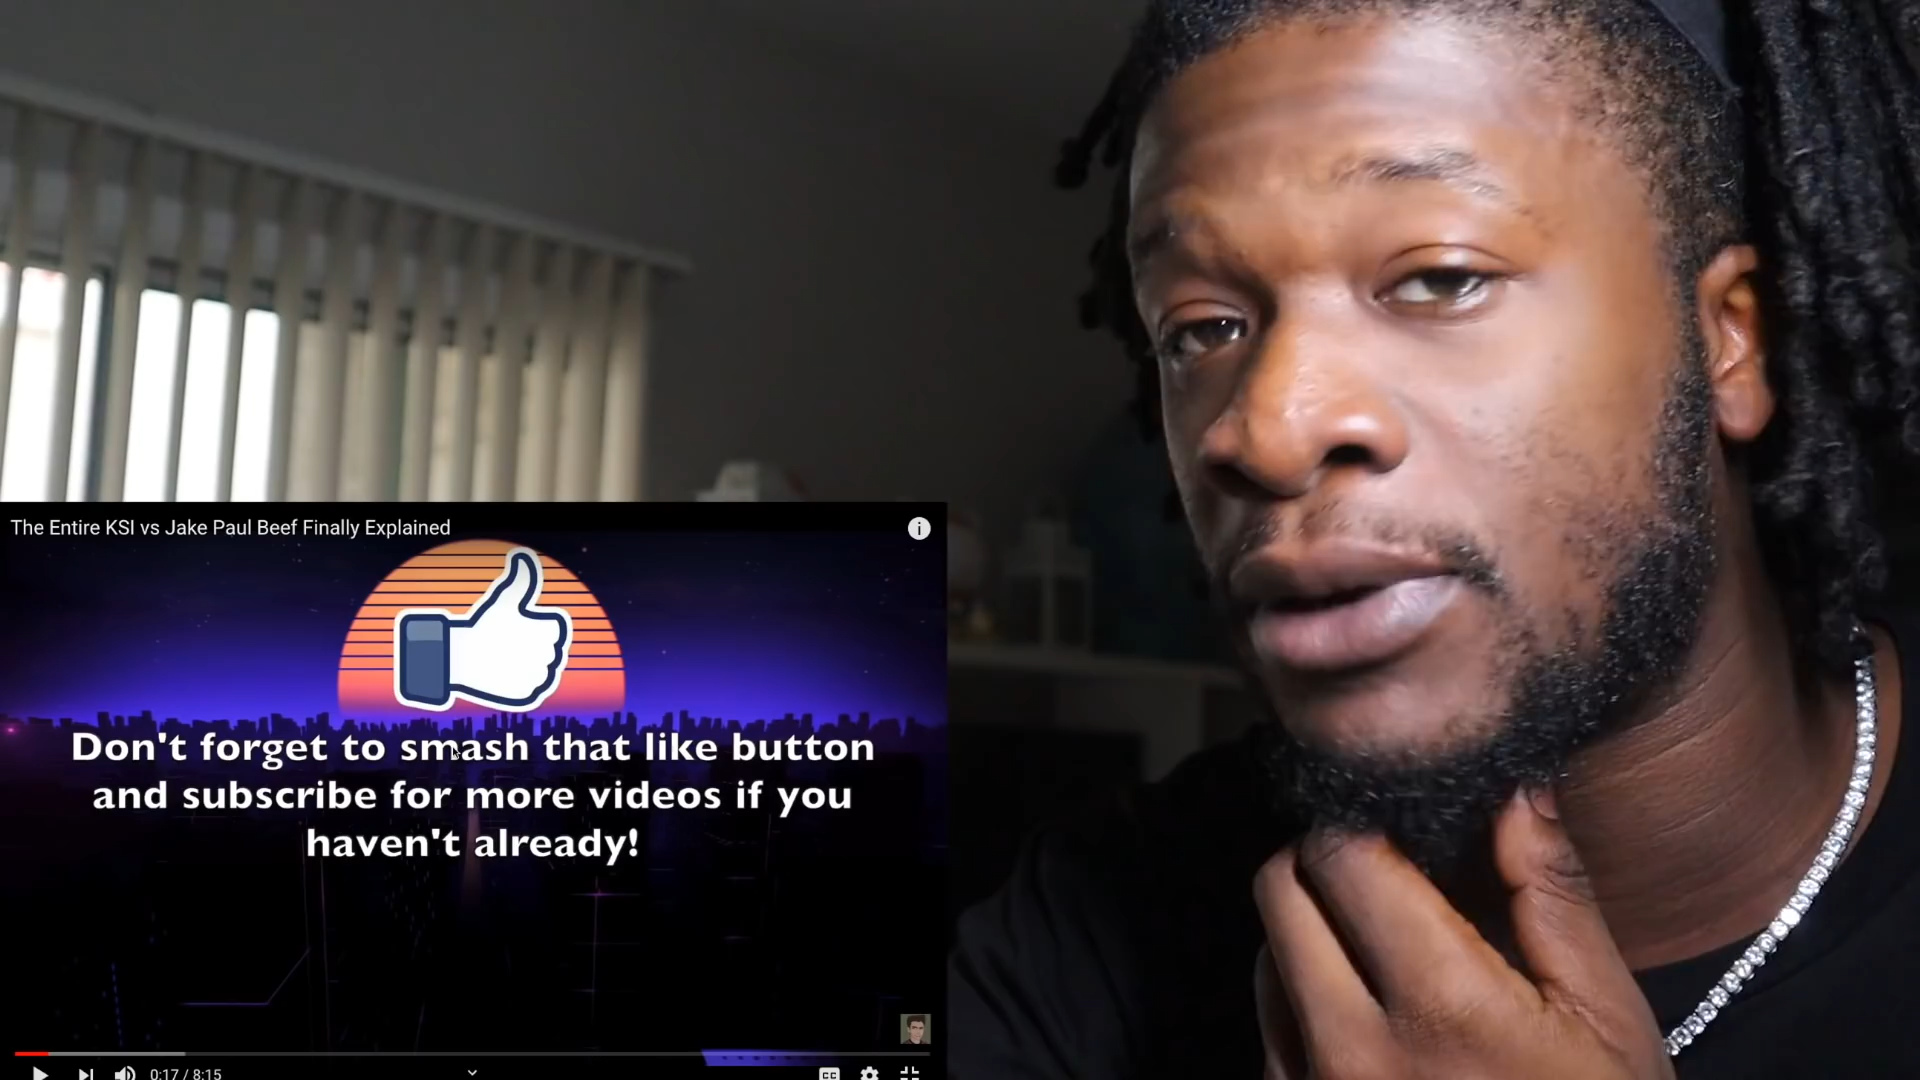 The Entire KSI vs Jake Paul Beef Finally Explained
Don't forget to smash that like button
and subscribe for more videos if you
haven't already!
0:17 / 8:15
CC